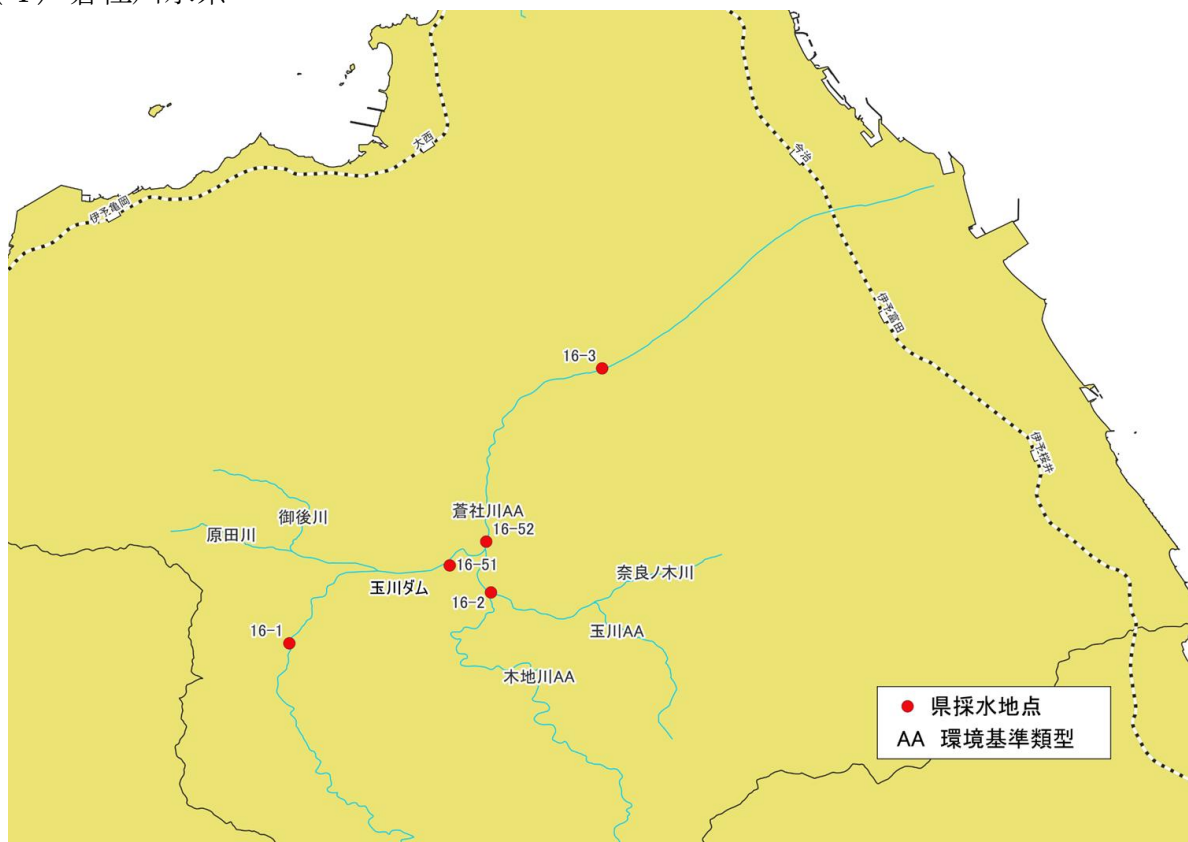 大西
今治
伊予亀岡
伊予富田
16-3
伊予桜井
蒼社川AA
御後川
16-52
原田川
16-51
奈良ノ木川
玉川ダム
16-2
16-1
玉川AA
木地川AA
県採水地点
AA 環境基準類型